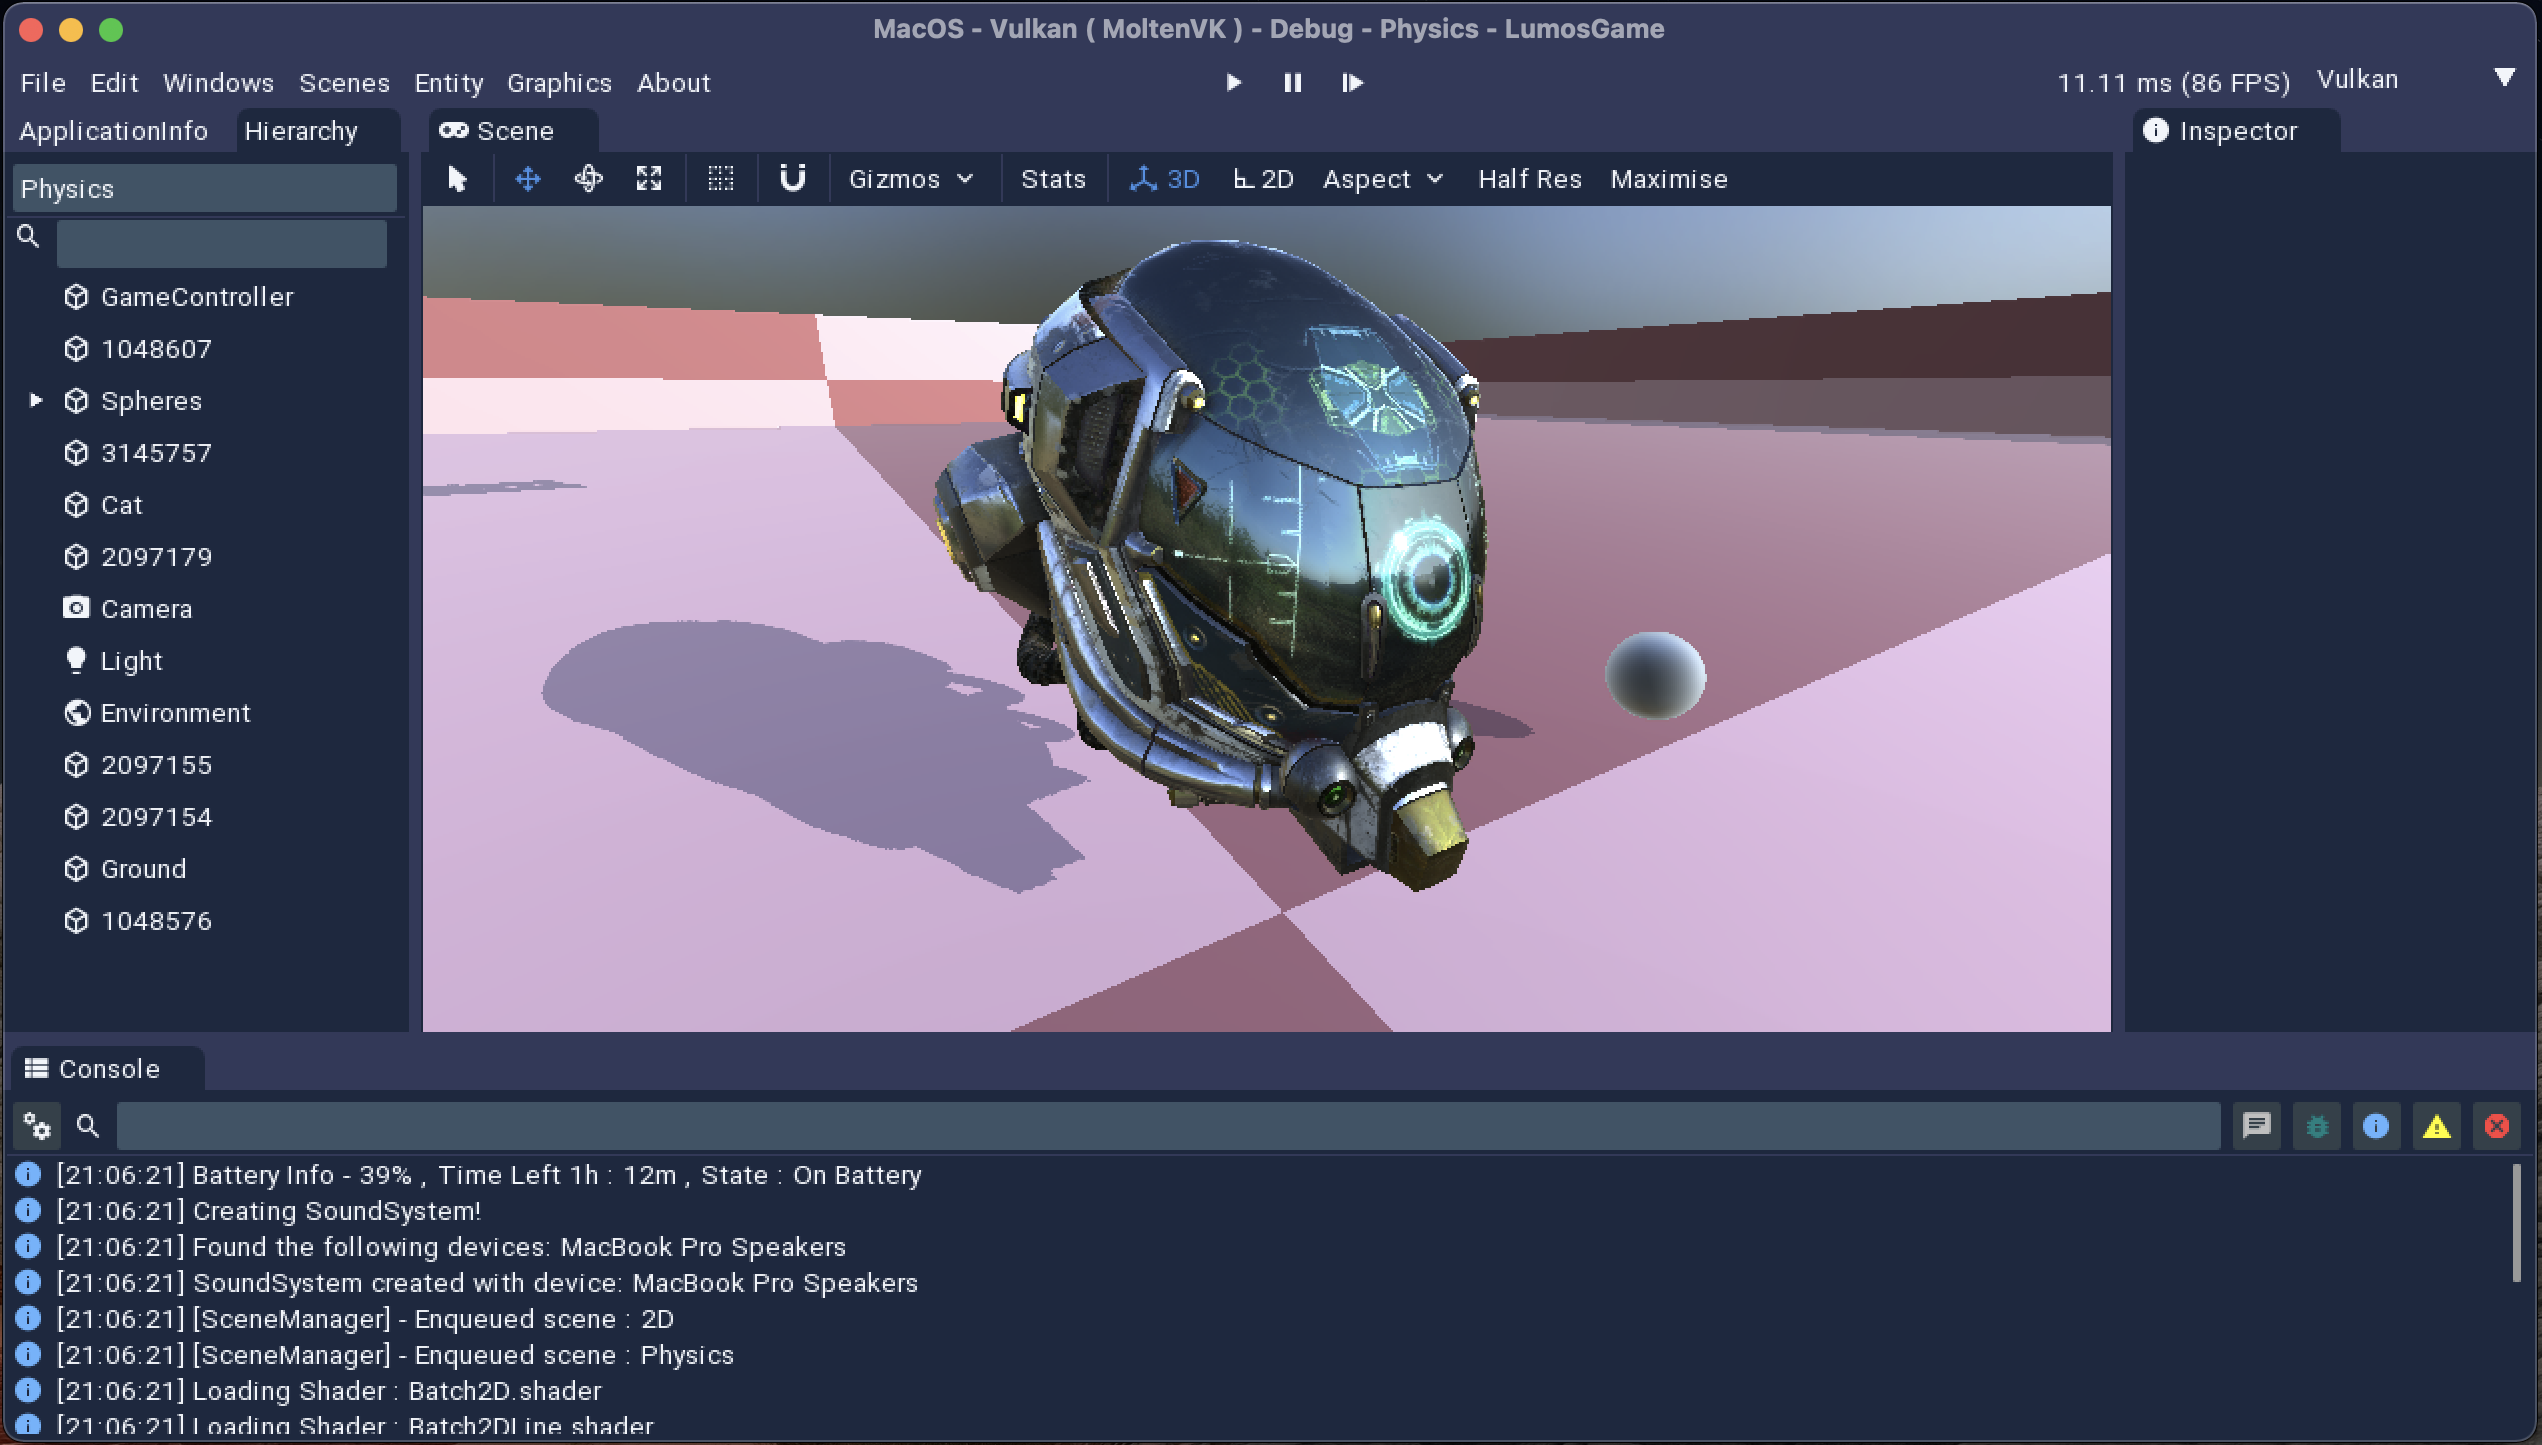 MacOS - Vulkan ( MoltenVK ) - Debug - Physics - LumosGame
File Edit Windows Scenes Entity Graphics About
11.11 ms (86 FPS) Vulkan
ApplicationInfo Hierarchy
Scene
Inspector
Gizmos Stats 3D 2D Aspect Half Res Maximise
Physics
GameController
1048607
Spheres
3145757
Cat
2097179
Camera
Light
Environment
2097155
2097154
Ground
1048576
Console
[21:06:21] Battery Info - 39% , Time Left 1h : 12m , State : On Battery
[21:06:21] Creating SoundSystem!
[21:06:21] Found the following devices: MacBook Pro Speakers
[21:06:21] SoundSystem created with device: MacBook Pro Speakers
[21:06:21] [SceneManager] - Enqueued scene : 2D
[21:06:21] [SceneManager] - Enqueued scene : Physics
[21:06:21] Loading Shader : Batch2D.shader
[21:06:21] Loading Shader : Batch2DLine.shader